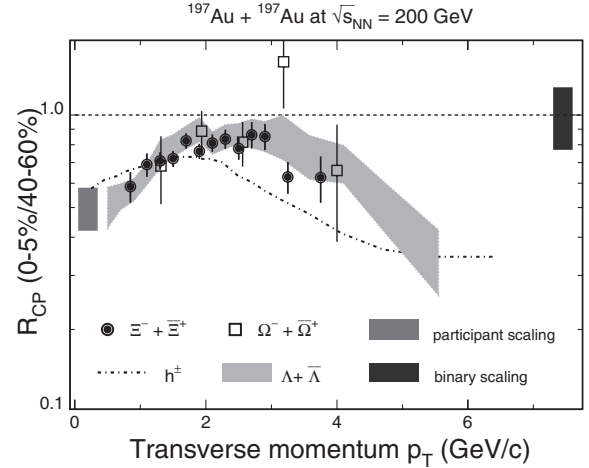 ¹⁹⁷Au + ¹⁹⁷Au at √s_NN = 200 GeV
R_CP (0-5%/40-60%)
1.0
Ξ⁻ + Ξ̅⁺
Ω⁻ + Ω̅⁺
participant scaling
h^±
Λ + Λ̅
binary scaling
0.1
0 2 4 6
Transverse momentum p_T (GeV/c)